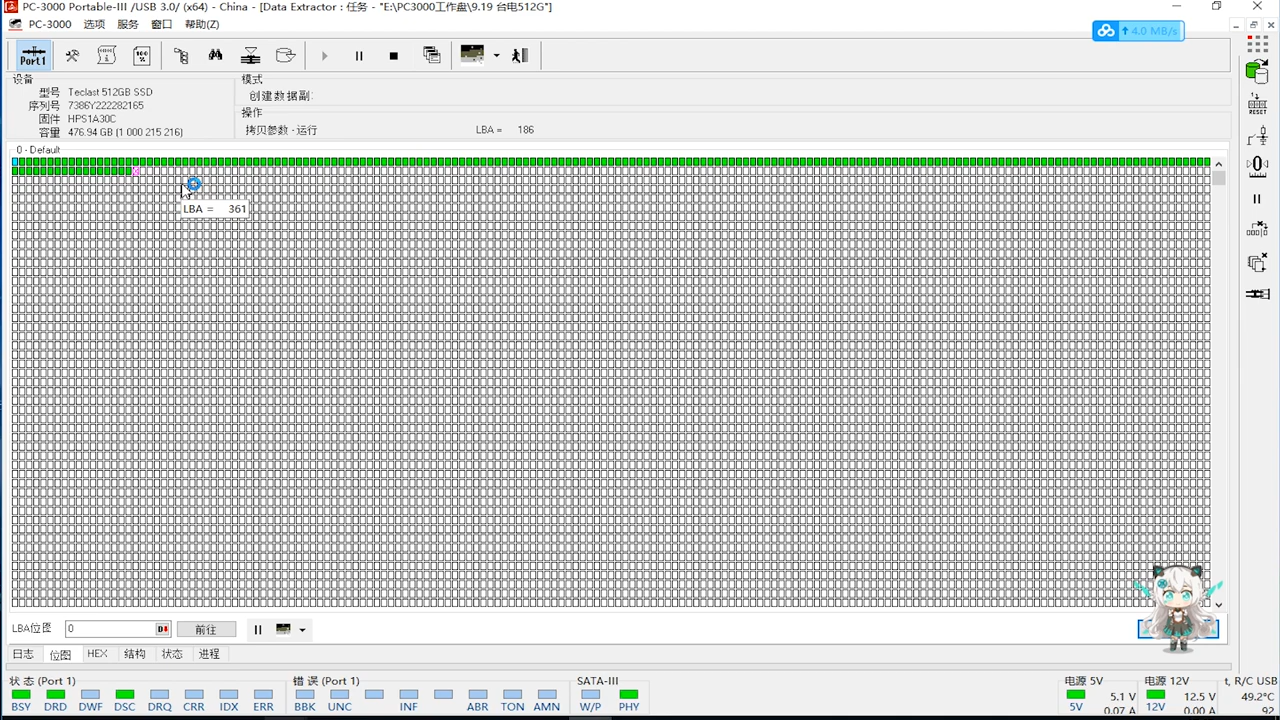 PC-3000 Portable-III /USB 3.0/ (x64) - China - [Data Extractor: 任务 - "E:\PC3000工作盘\9.19 台电512G"]
PC-3000 选项 服务 窗口 帮助(Z)
4.0 MB/s
Port1
RESET
设备
型号 Teclast 512GB SSD
序列号 7386Y222282165
固件 HPS1A30C
容量 476.94 GB (1 000 215 216)
模式
创建数据副:
操作
拷贝参数 - 运行 LBA = 186
0 - Default
LBA = 361
LBA位图 0 前往
日志 位图 HEX 结构 状态 进程
状 态 (Port 1) 错 误 (Port 1) SATA-III 电源 5V 电源 12V t, R/C USB
BSY DRD DWF DSC DRQ CRR IDX ERR BBK UNC INF ABR TON AMN W/P PHY
5V 5.1 V 0.07 A
12V 12.5 V 0.00 A
49.2°C
92